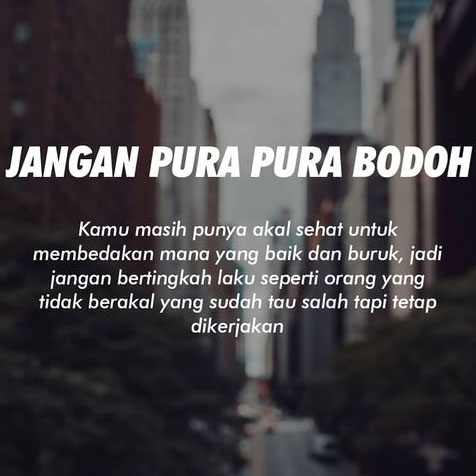 JANGAN PURA PURA BODOH
Kamu masih punya akal sehat untuk
membedakan mana yang baik dan buruk, jadi
jangan bertingkah laku seperti orang yang
tidak berakal yang sudah tau salah tapi tetap
dikerjakan